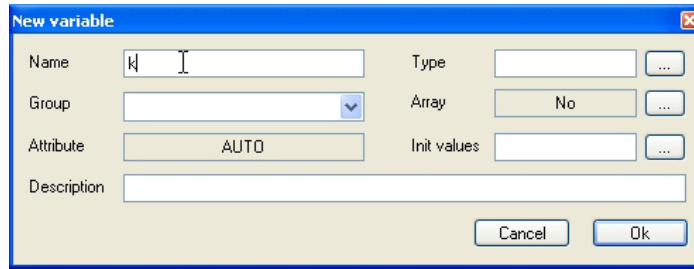 New variable
Name k Type ...
Group Array No ...
Attribute AUTO Init values ...
Description
Cancel Ok